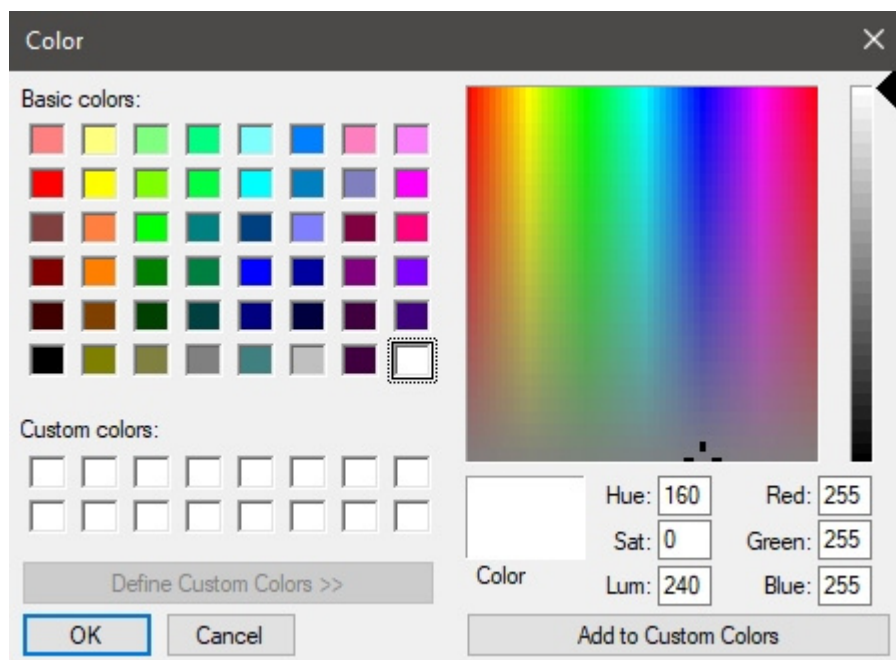 Color
Basic colors:
Custom colors:
Define Custom Colors >>
OK
Cancel
Color
Hue: 160
Sat: 0
Lum: 240
Red: 255
Green: 255
Blue: 255
Add to Custom Colors